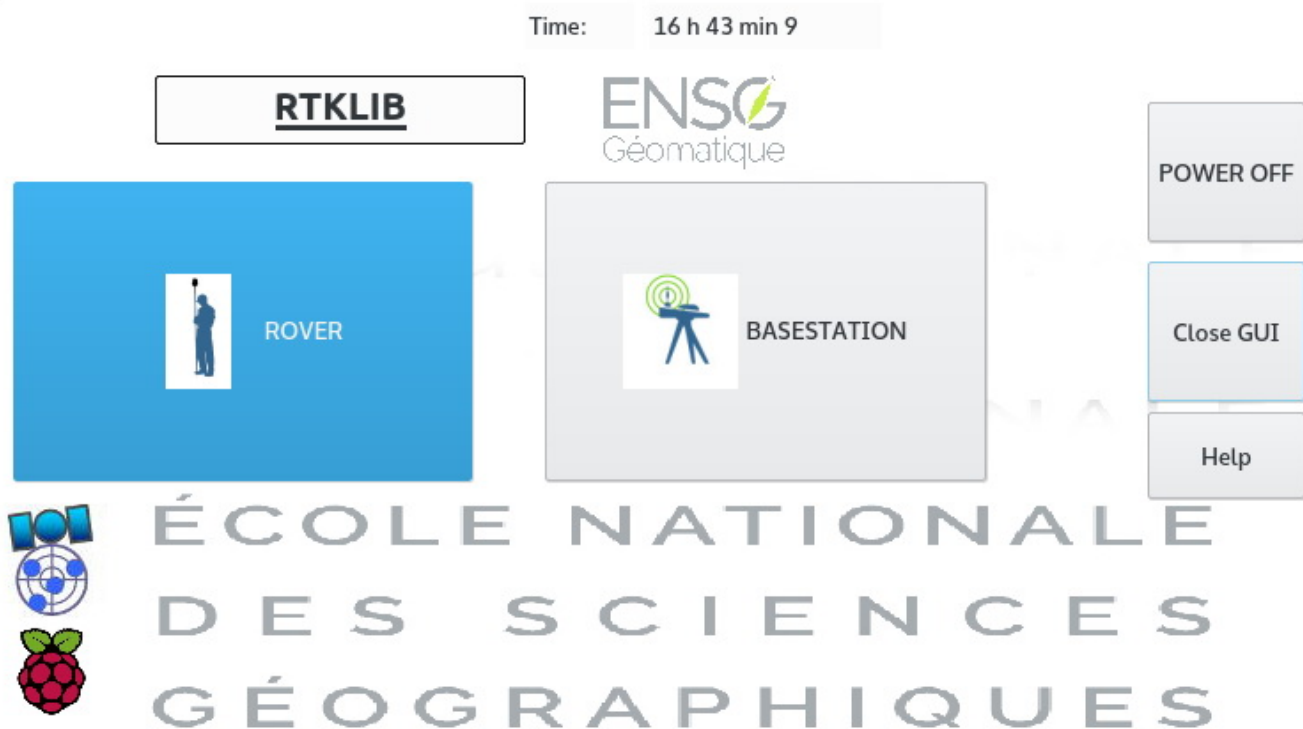 Time: 16 h 43 min 9
RTKLIB
ENSG
Géomatique
POWER OFF
ROVER
BASESTATION
Close GUI
Help
ÉCOLE NATIONALE
DES SCIENCES
GÉOGRAPHIQUES